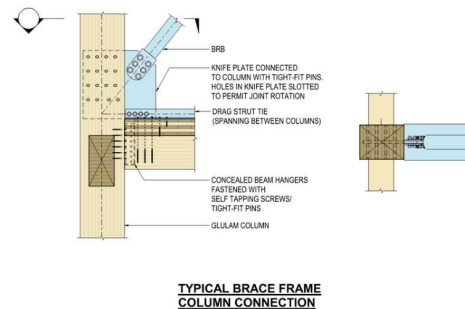 BRB
KNIFE PLATE CONNECTED
TO COLUMN WITH TIGHT-FIT PINS.
HOLES IN KNIFE PLATE SLOTTED
TO PERMIT JOINT ROTATION
DRAG STRUT TIE
(SPANNING BETWEEN COLUMNS)
CONCEALED BEAM HANGERS
FASTENED WITH
SELF TAPPING SCREWS/
TIGHT-FIT PINS
GLULAM COLUMN
TYPICAL BRACE FRAME
COLUMN CONNECTION